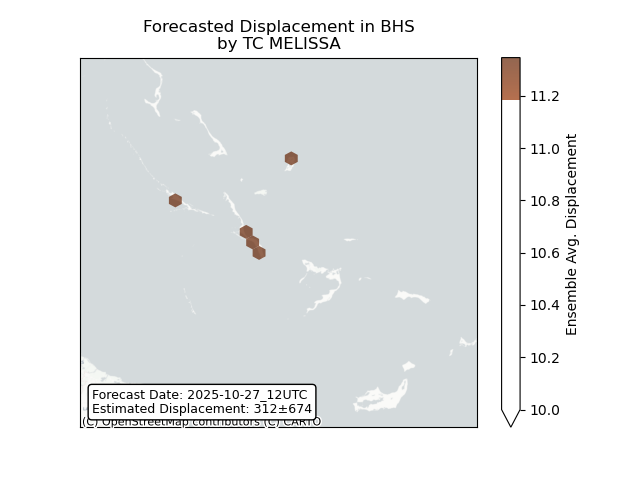 Forecasted Displacement in BHS
by TC MELISSA
11.2
11.0
10.8
10.6
10.4
10.2
10.0
Ensemble Avg. Displacement
Forecast Date: 2025-10-27_12UTC
Estimated Displacement: 312±674
(C) OpenStreetMap contributors (C) CARTO